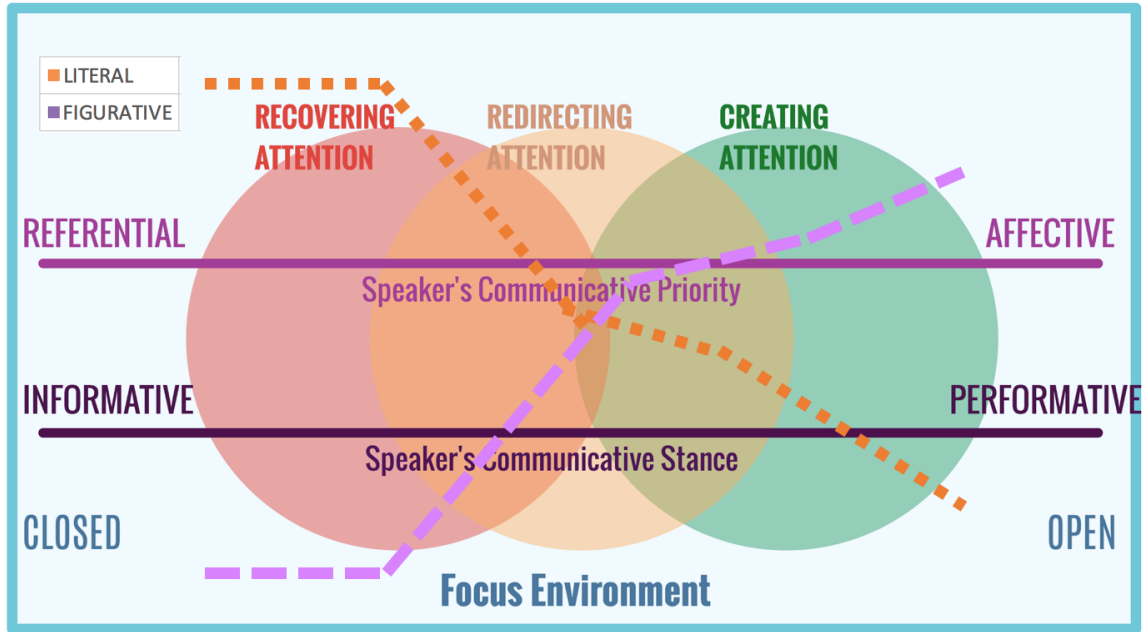 LITERAL
FIGURATIVE
RECOVERING
ATTENTION
REDIRECTING
ATTENTION
CREATING
ATTENTION
REFERENTIAL
AFFECTIVE
Speaker's Communicative Priority
INFORMATIVE
PERFORMATIVE
Speaker's Communicative Stance
CLOSED
OPEN
Focus Environment